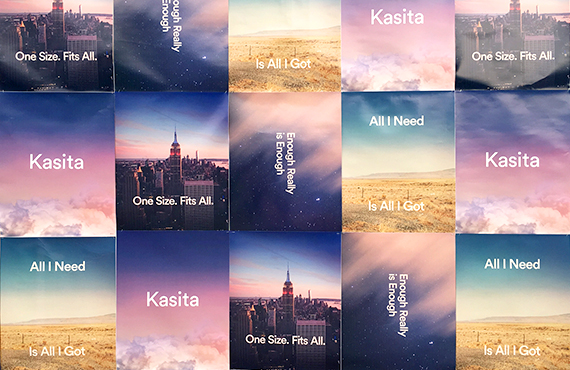 One Size. Fits All.
Enough Really
is Enough
Is All I Got
Kasita
One Size. Fits All.
Kasita
One Size. Fits All.
Enough Really
is Enough
All I Need
Is All I Got
Kasita
All I Need
Is All I Got
Kasita
One Size. Fits All.
Enough Really
is Enough
All I Need
Is All I Got